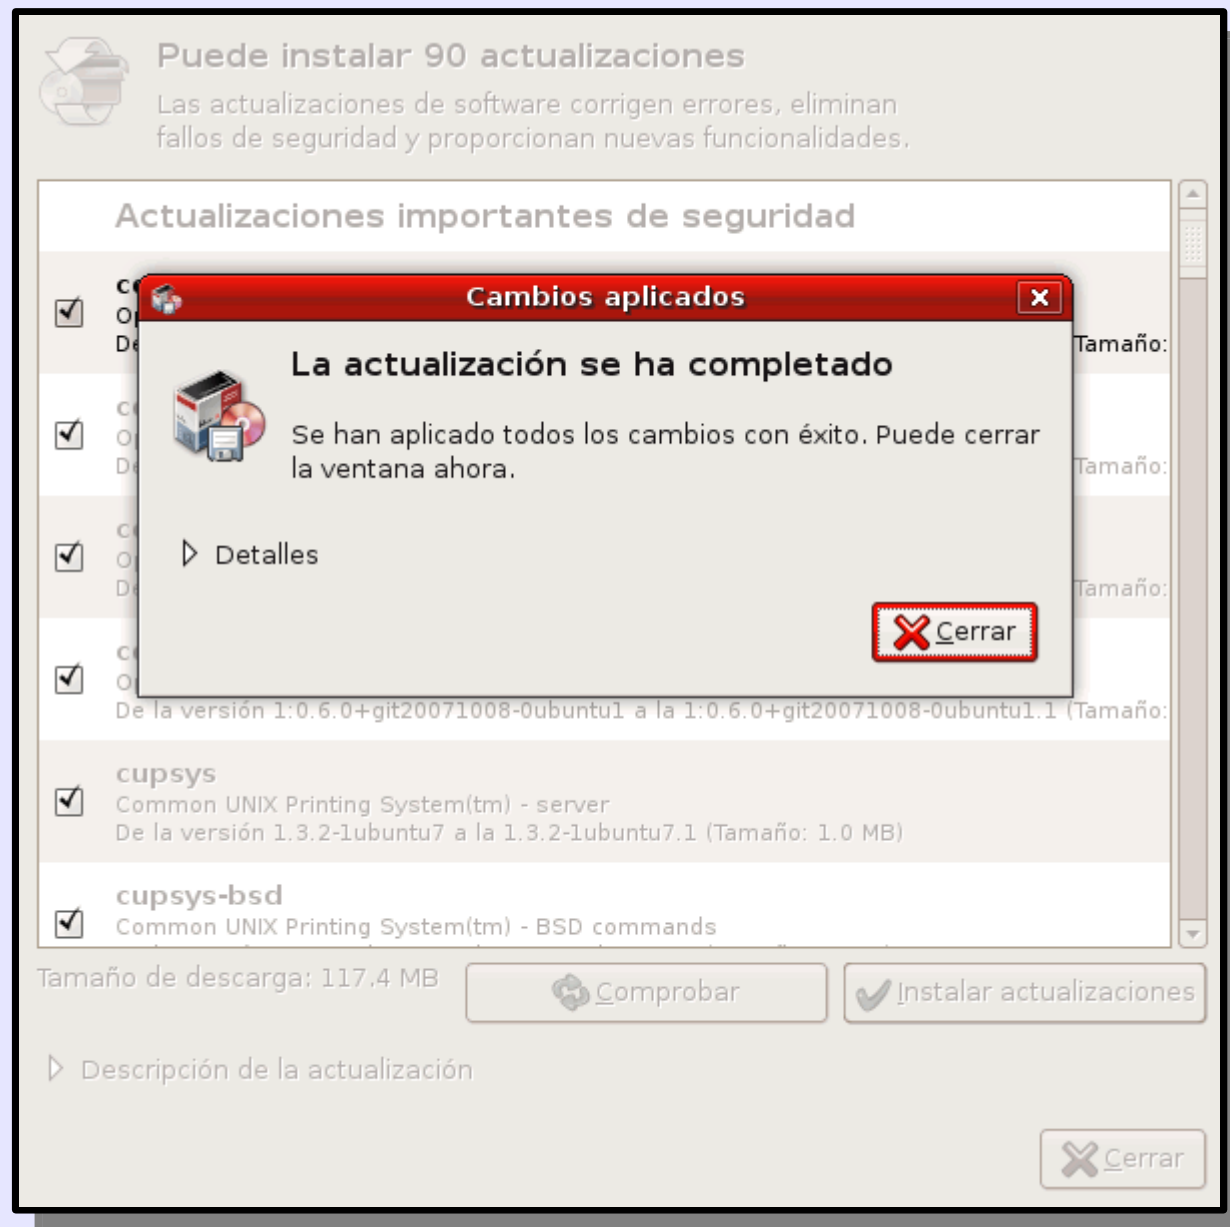 Puede instalar 90 actualizaciones
Las actualizaciones de software corrigen errores, eliminan
fallos de seguridad y proporcionan nuevas funcionalidades.
Actualizaciones importantes de seguridad
Cambios aplicados
La actualización se ha completado
Se han aplicado todos los cambios con éxito. Puede cerrar
la ventana ahora.
Detalles
Cerrar
Tamaño:
Tamaño:
Tamaño:
De la versión 1:0.6.0+git20071008-0ubuntu1 a la 1:0.6.0+git20071008-0ubuntu1.1 (Tamaño:
cupsys
Common UNIX Printing System(tm) - server
De la versión 1.3.2-1ubuntu7 a la 1.3.2-1ubuntu7.1 (Tamaño: 1.0 MB)
cupsys-bsd
Common UNIX Printing System(tm) - BSD commands
Tamaño de descarga: 117.4 MB
Comprobar
Instalar actualizaciones
Descripción de la actualización
Cerrar